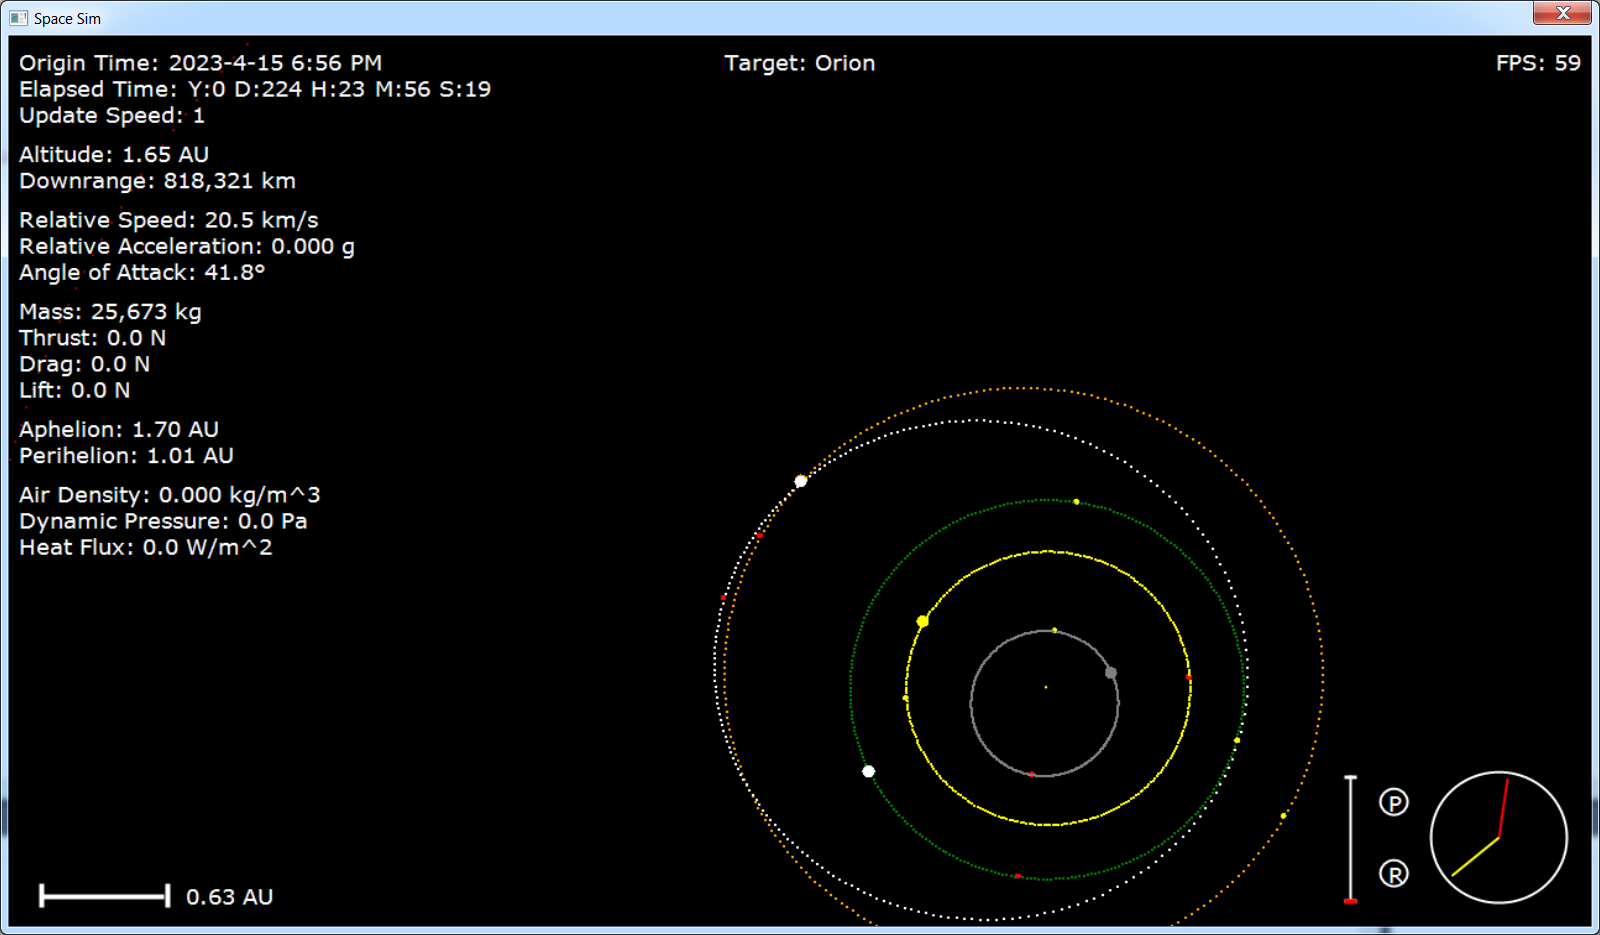 Space Sim
Origin Time: 2023-4-15 6:56 PM
Target: Orion
FPS: 59
Elapsed Time: Y:0 D:224 H:23 M:56 S:19
Update Speed: 1
Altitude: 1.65 AU
Downrange: 818,321 km
Relative Speed: 20.5 km/s
Relative Acceleration: 0.000 g
Angle of Attack: 41.8°
Mass: 25,673 kg
Thrust: 0.0 N
Drag: 0.0 N
Lift: 0.0 N
Aphelion: 1.70 AU
Perihelion: 1.01 AU
Air Density: 0.000 kg/m^3
Dynamic Pressure: 0.0 Pa
Heat Flux: 0.0 W/m^2
P
R
0.63 AU